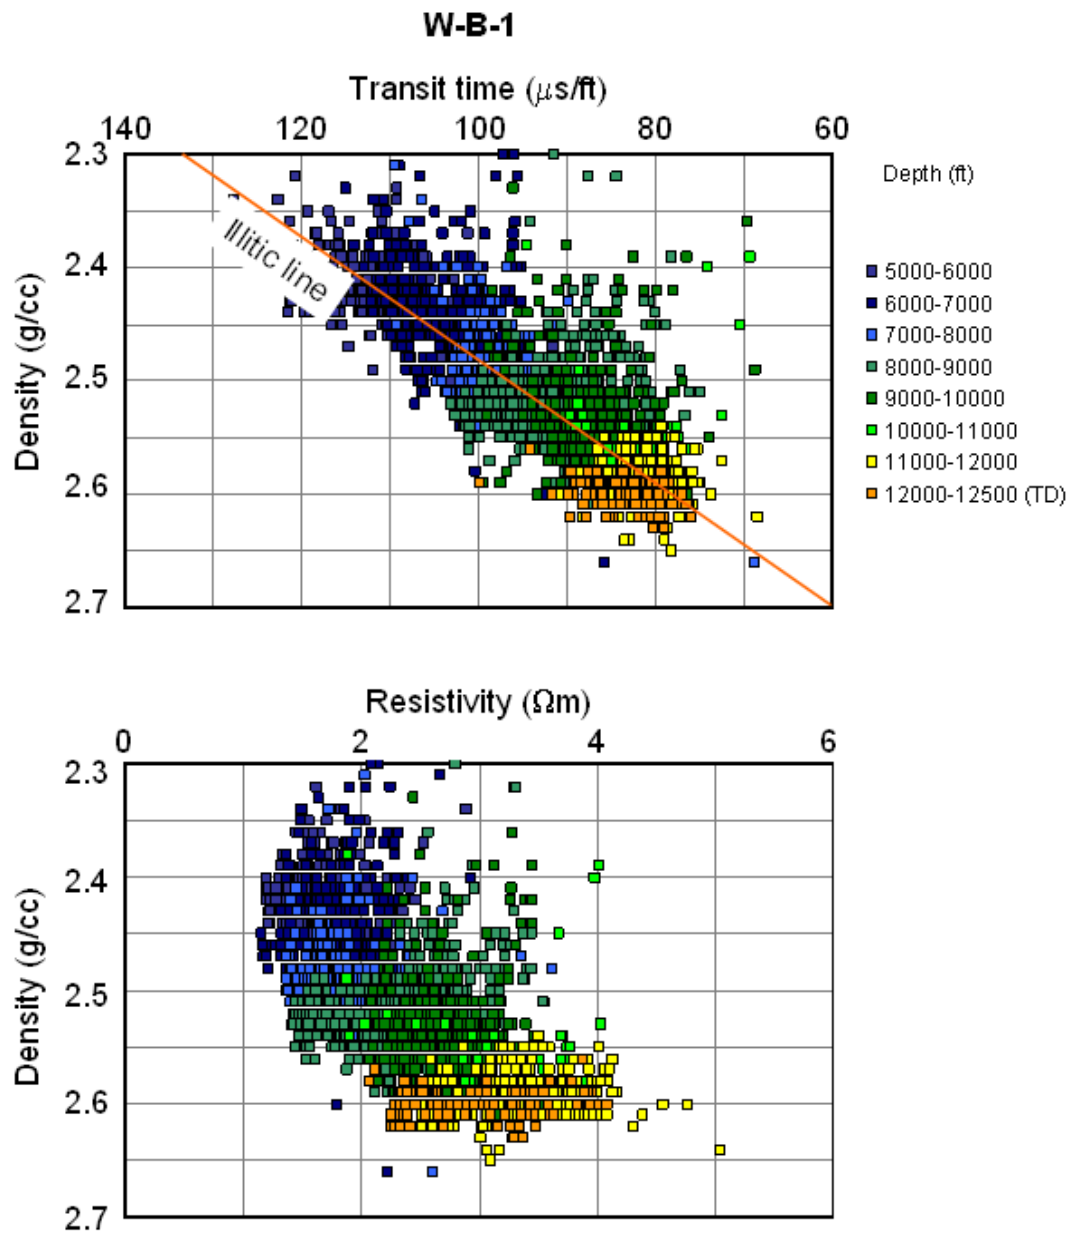 W-B-1
Transit time (μs/ft)
140 120 100 80 60
2.3
2.4
2.5
2.6
2.7
Density (g/cc)
Illitic line
Depth (ft)
5000-6000
6000-7000
7000-8000
8000-9000
9000-10000
10000-11000
11000-12000
12000-12500 (TD)
Resistivity (Ωm)
0 2 4 6
2.3
2.4
2.5
2.6
2.7
Density (g/cc)